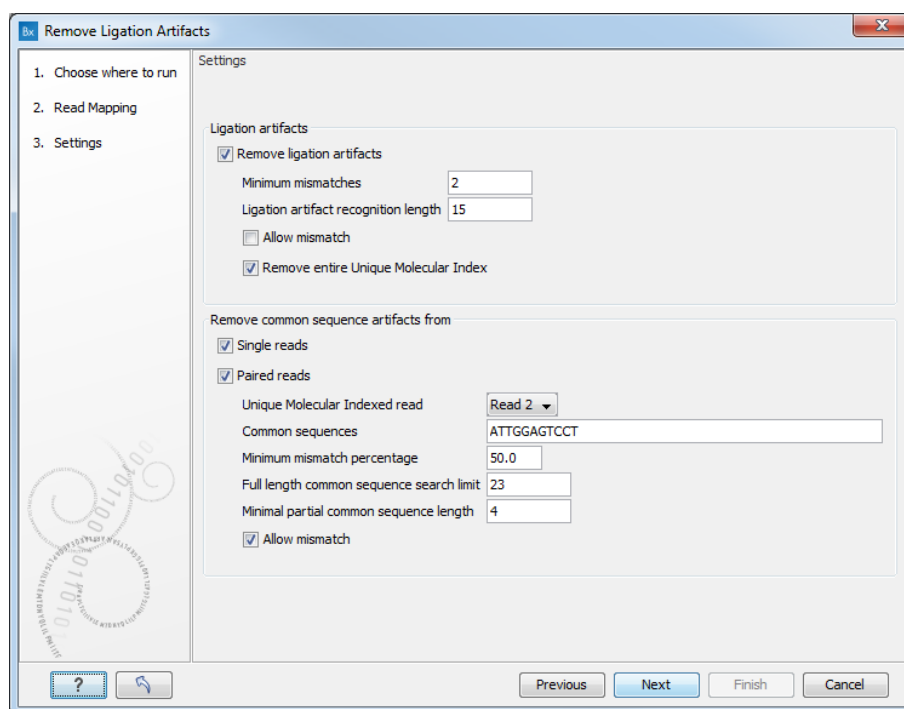 Bx Remove Ligation Artifacts
1. Choose where to run
2. Read Mapping
3. Settings
Settings
Ligation artifacts
Remove ligation artifacts
Minimum mismatches 2
Ligation artifact recognition length 15
Allow mismatch
Remove entire Unique Molecular Index
Remove common sequence artifacts from
Single reads
Paired reads
Unique Molecular Indexed read Read 2
Common sequences ATTGGAGTCCT
Minimum mismatch percentage 50.0
Full length common sequence search limit 23
Minimal partial common sequence length 4
Allow mismatch
? Previous Next Finish Cancel